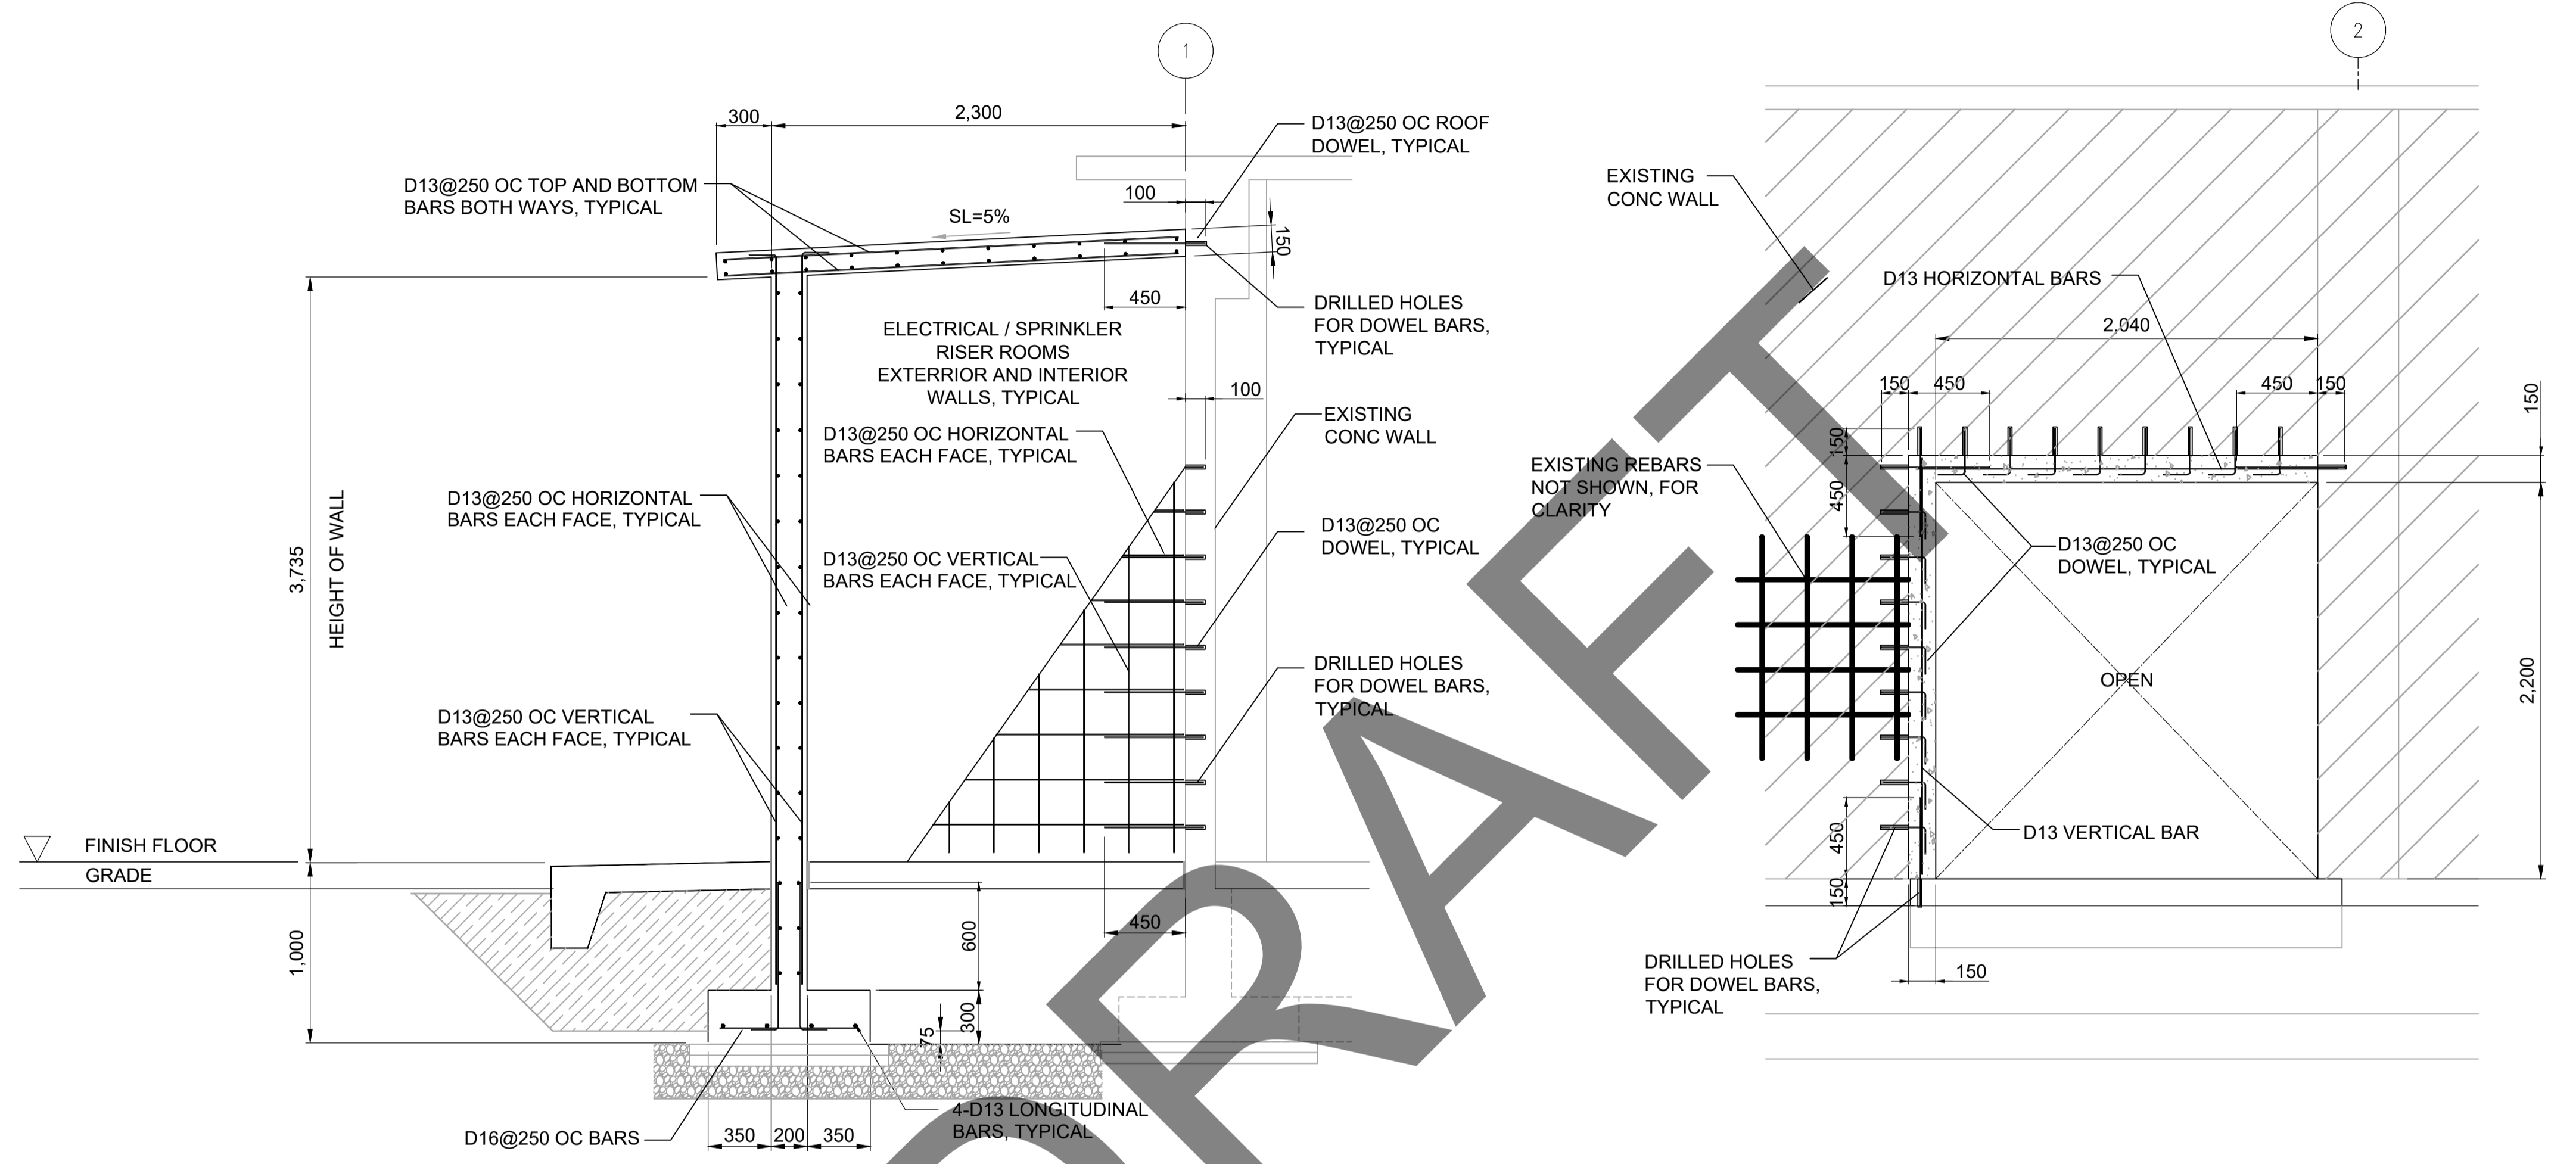 1
300
2,300
D13@250 OC ROOF
DOWEL, TYPICAL
D13@250 OC TOP AND BOTTOM
BARS BOTH WAYS, TYPICAL
100
SL=5%
150
450
DRILLED HOLES
FOR DOWEL BARS,
TYPICAL
ELECTRICAL / SPRINKLER
RISER ROOMS
EXTERRIOR AND INTERIOR
WALLS, TYPICAL
100
EXISTING
CONC WALL
D13@250 OC HORIZONTAL
BARS EACH FACE, TYPICAL
D13@250 OC HORIZONTAL
BARS EACH FACE, TYPICAL
D13@250 OC
DOWEL, TYPICAL
D13@250 OC VERTICAL
BARS EACH FACE, TYPICAL
3,735
HEIGHT OF WALL
DRILLED HOLES
FOR DOWEL BARS,
TYPICAL
D13@250 OC VERTICAL
BARS EACH FACE, TYPICAL
FINISH FLOOR
GRADE
1,000
600
450
300
75
4-D13 LONGITUDINAL
BARS, TYPICAL
D16@250 OC BARS
350
200
350
2
EXISTING
CONC WALL
D13 HORIZONTAL BARS
2,040
150
450
450
150
150
150
450
EXISTING REBARS
NOT SHOWN, FOR
CLARITY
D13@250 OC
DOWEL, TYPICAL
OPEN
2,200
D13 VERTICAL BAR
450
150
DRILLED HOLES
FOR DOWEL BARS,
TYPICAL
150
DRAFT